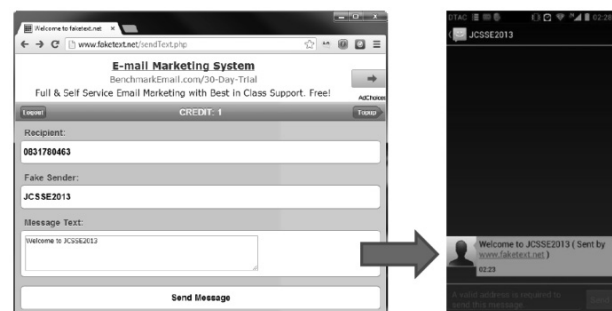 Welcome to faketext.net
www.faketext.net/sendText.php
E-mail Marketing System
BenchmarkEmail.com/30-Day-Trial
Full & Self Service Email Marketing with Best in Class Support. Free!
AdChoices
Logout
CREDIT: 1
Topup
Recipient:
0831780463
Fake Sender:
JCSSE2013
Message Text:
Welcome to JCSSE2013
Send Message
DTAC
02:28
JCSSE2013
Welcome to JCSSE2013 ( Sent by
www.faketext.net )
02:23
A valid address is required to
send this message.
Send